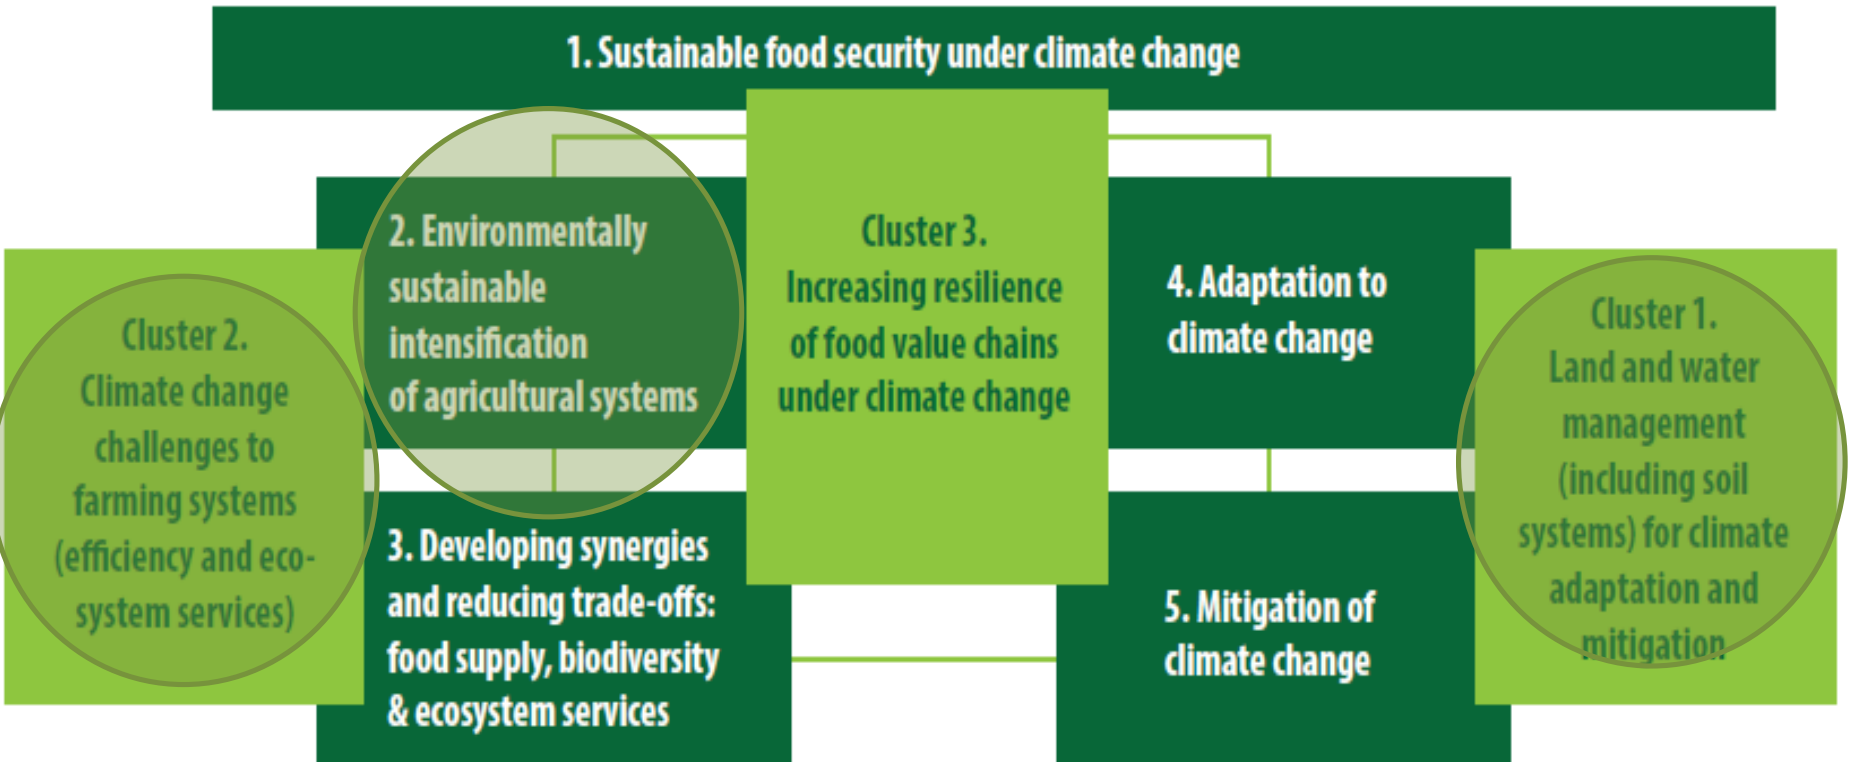 1. Sustainable food security under climate change
2. Environmentally
sustainable
intensification
of agricultural systems
Cluster 3.
Increasing resilience
of food value chains
under climate change
4. Adaptation to
climate change
Cluster 2.
Climate change
challenges to
farming systems
(efficiency and eco-
system services)
Cluster 1.
Land and water
management
(including soil
systems) for climate
adaptation and
mitigation
3. Developing synergies
and reducing trade-offs:
food supply, biodiversity
& ecosystem services
5. Mitigation of
climate change